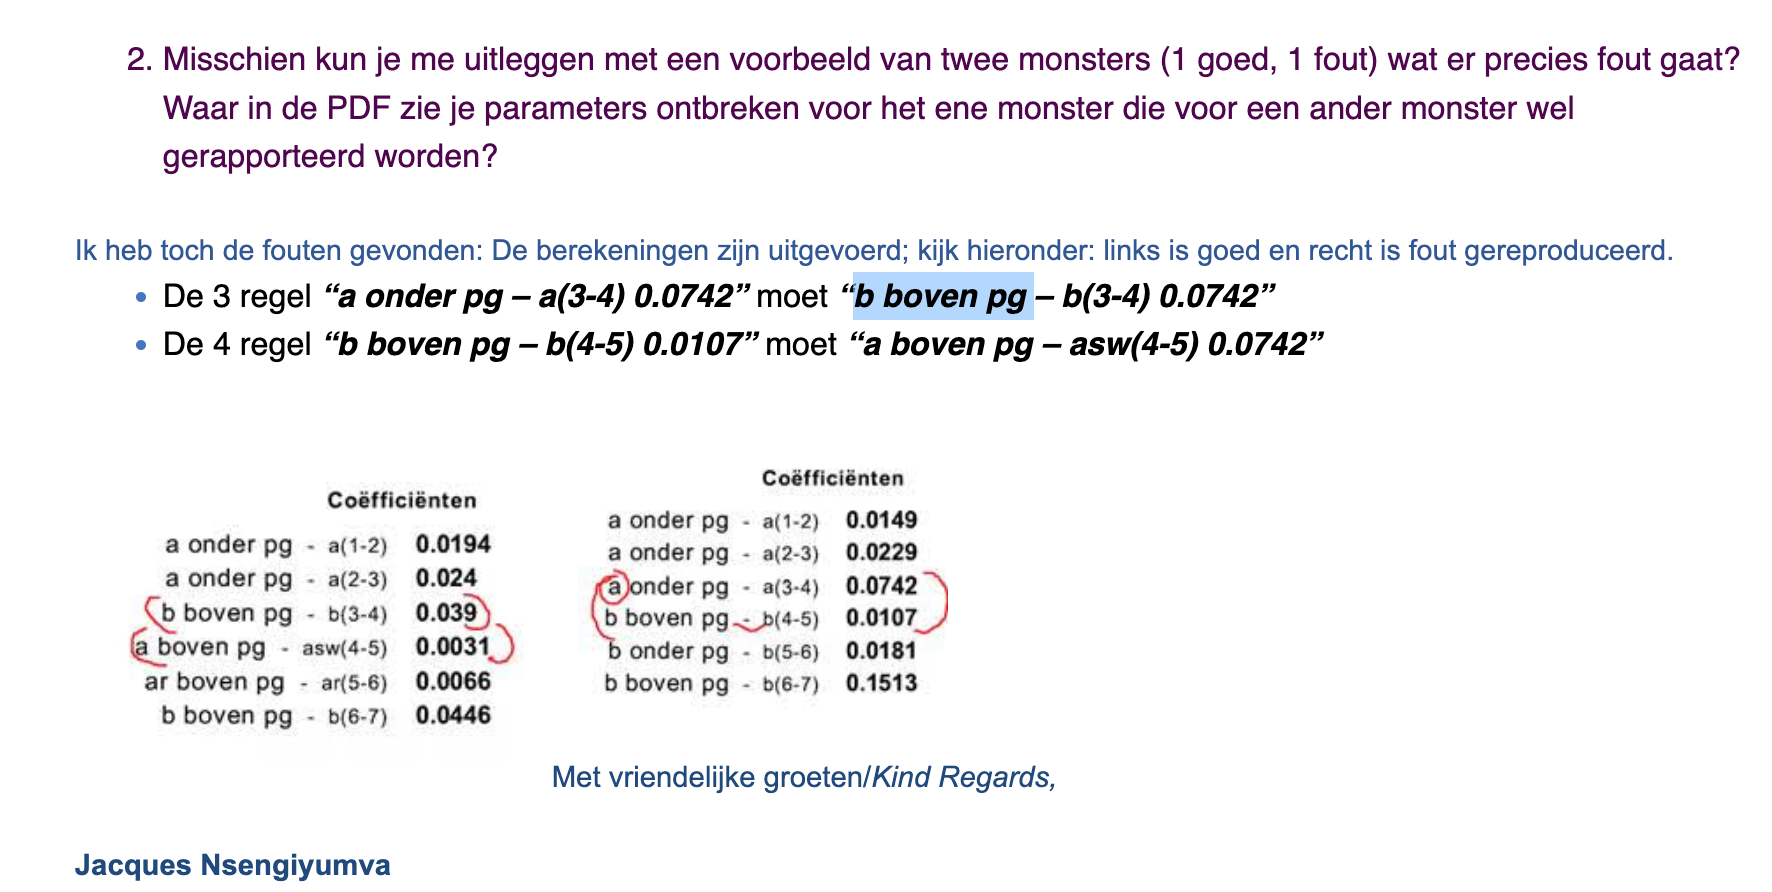 2. Misschien kun je me uitleggen met een voorbeeld van twee monsters (1 goed, 1 fout) wat er precies fout gaat?
Waar in de PDF zie je parameters ontbreken voor het ene monster die voor een ander monster wel
gerapporteerd worden?
Ik heb toch de fouten gevonden: De berekeningen zijn uitgevoerd; kijk hieronder: links is goed en recht is fout gereproduceerd.
• De 3 regel “a onder pg – a(3-4) 0.0742” moet “b boven pg – b(3-4) 0.0742”
• De 4 regel “b boven pg – b(4-5) 0.0107” moet “a boven pg – asw(4-5) 0.0742”
Coëfficiënten
a onder pg - a(1-2) 0.0194
a onder pg - a(2-3) 0.024
b boven pg - b(3-4) 0.039
a boven pg - asw(4-5) 0.0031
ar boven pg - ar(5-6) 0.0066
b boven pg - b(6-7) 0.0446
Coëfficiënten
a onder pg - a(1-2) 0.0149
a onder pg - a(2-3) 0.0229
a onder pg - a(3-4) 0.0742
b boven pg - b(4-5) 0.0107
b onder pg - b(5-6) 0.0181
b boven pg - b(6-7) 0.1513
Met vriendelijke groeten/Kind Regards,
Jacques Nsengiyumva